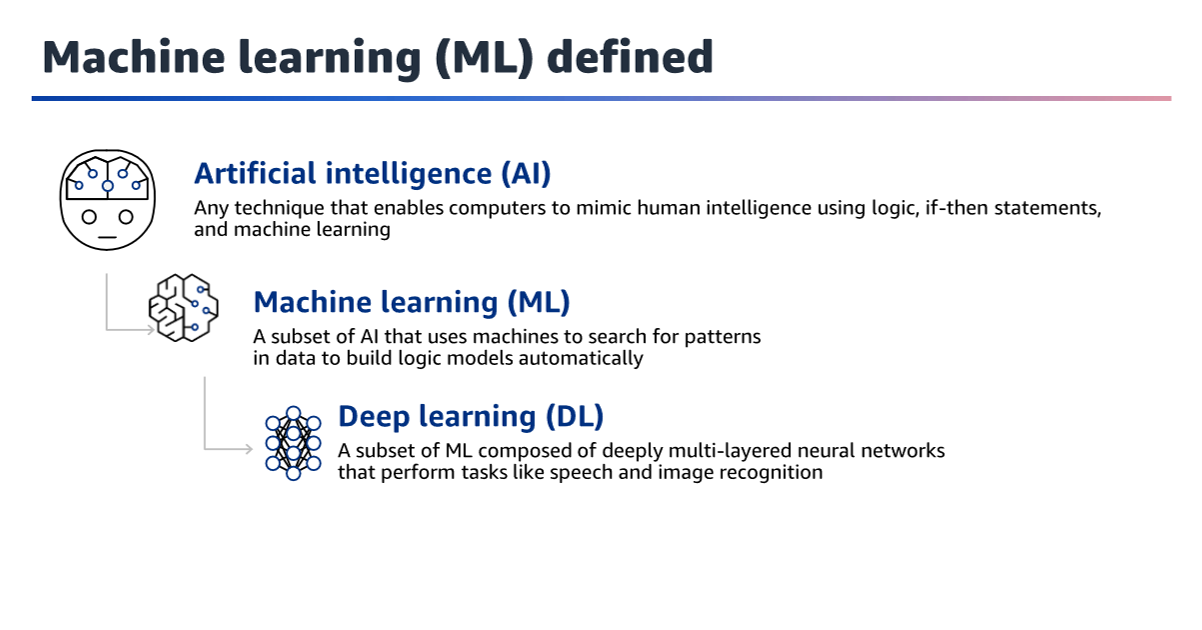 Machine learning (ML) defined
Artificial intelligence (AI)
Any technique that enables computers to mimic human intelligence using logic, if-then statements,
and machine learning
Machine learning (ML)
A subset of AI that uses machines to search for patterns
in data to build logic models automatically
Deep learning (DL)
A subset of ML composed of deeply multi-layered neural networks
that perform tasks like speech and image recognition